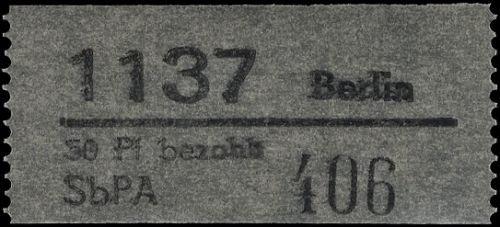 1137 Berlin
50 Pf bezahlt
SbPA 406